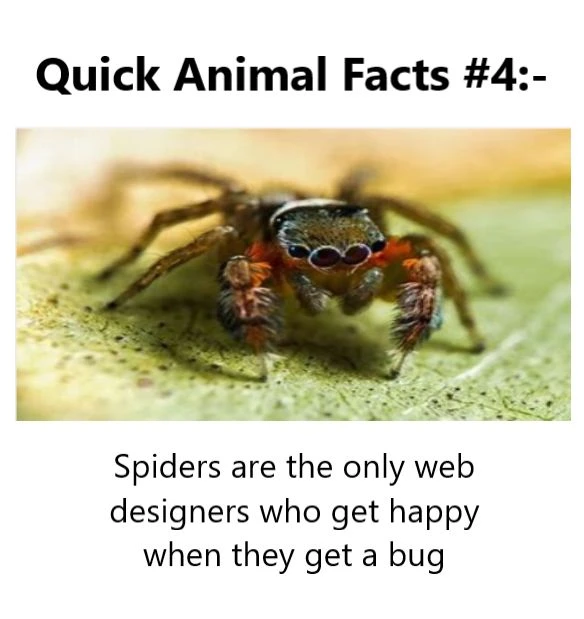 Quick Animal Facts #4:-
Spiders are the only web
designers who get happy
when they get a bug